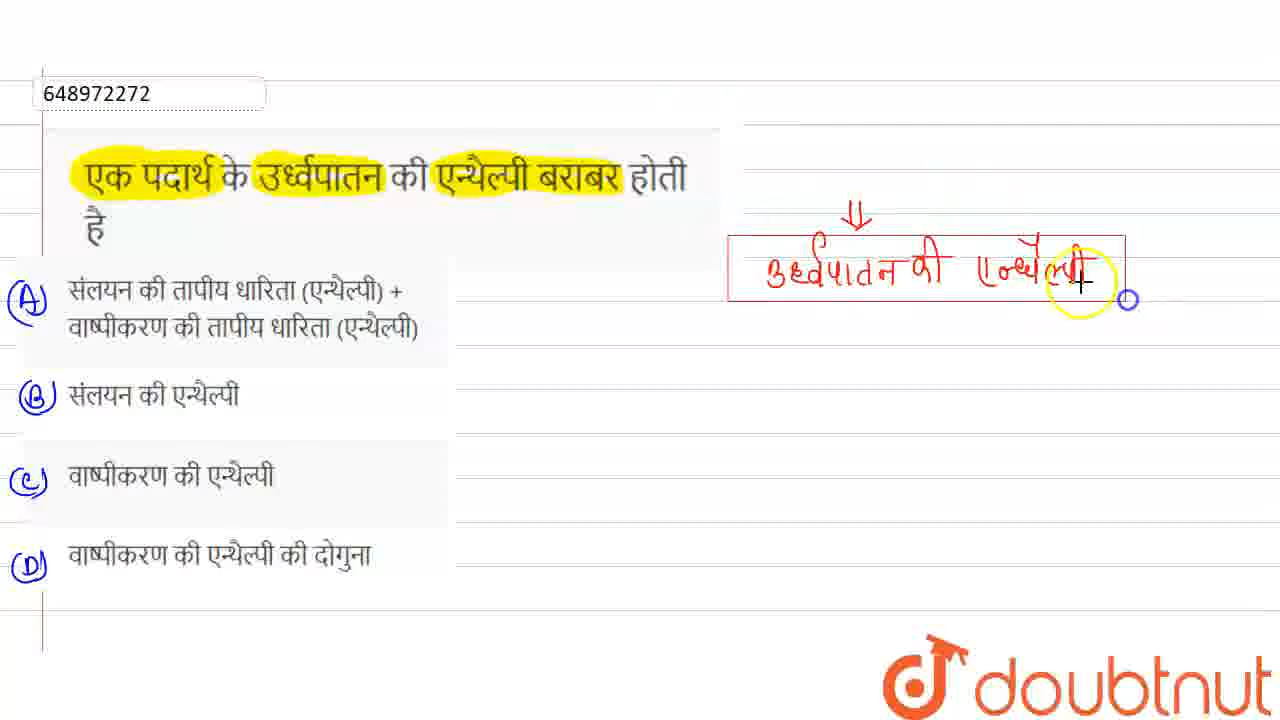 648972272
एक पदार्थ के उर्ध्वपातन की एन्थैल्पी बराबर होती
है
उर्ध्वपातन की एन्थैल्पी
(A) संलयन की तापीय धारिता (एन्थैल्पी) +
वाष्पीकरण की तापीय धारिता (एन्थैल्पी)
(B) संलयन की एन्थैल्पी
(C) वाष्पीकरण की एन्थैल्पी
(D) वाष्पीकरण की एन्थैल्पी की दोगुना
doubtnut